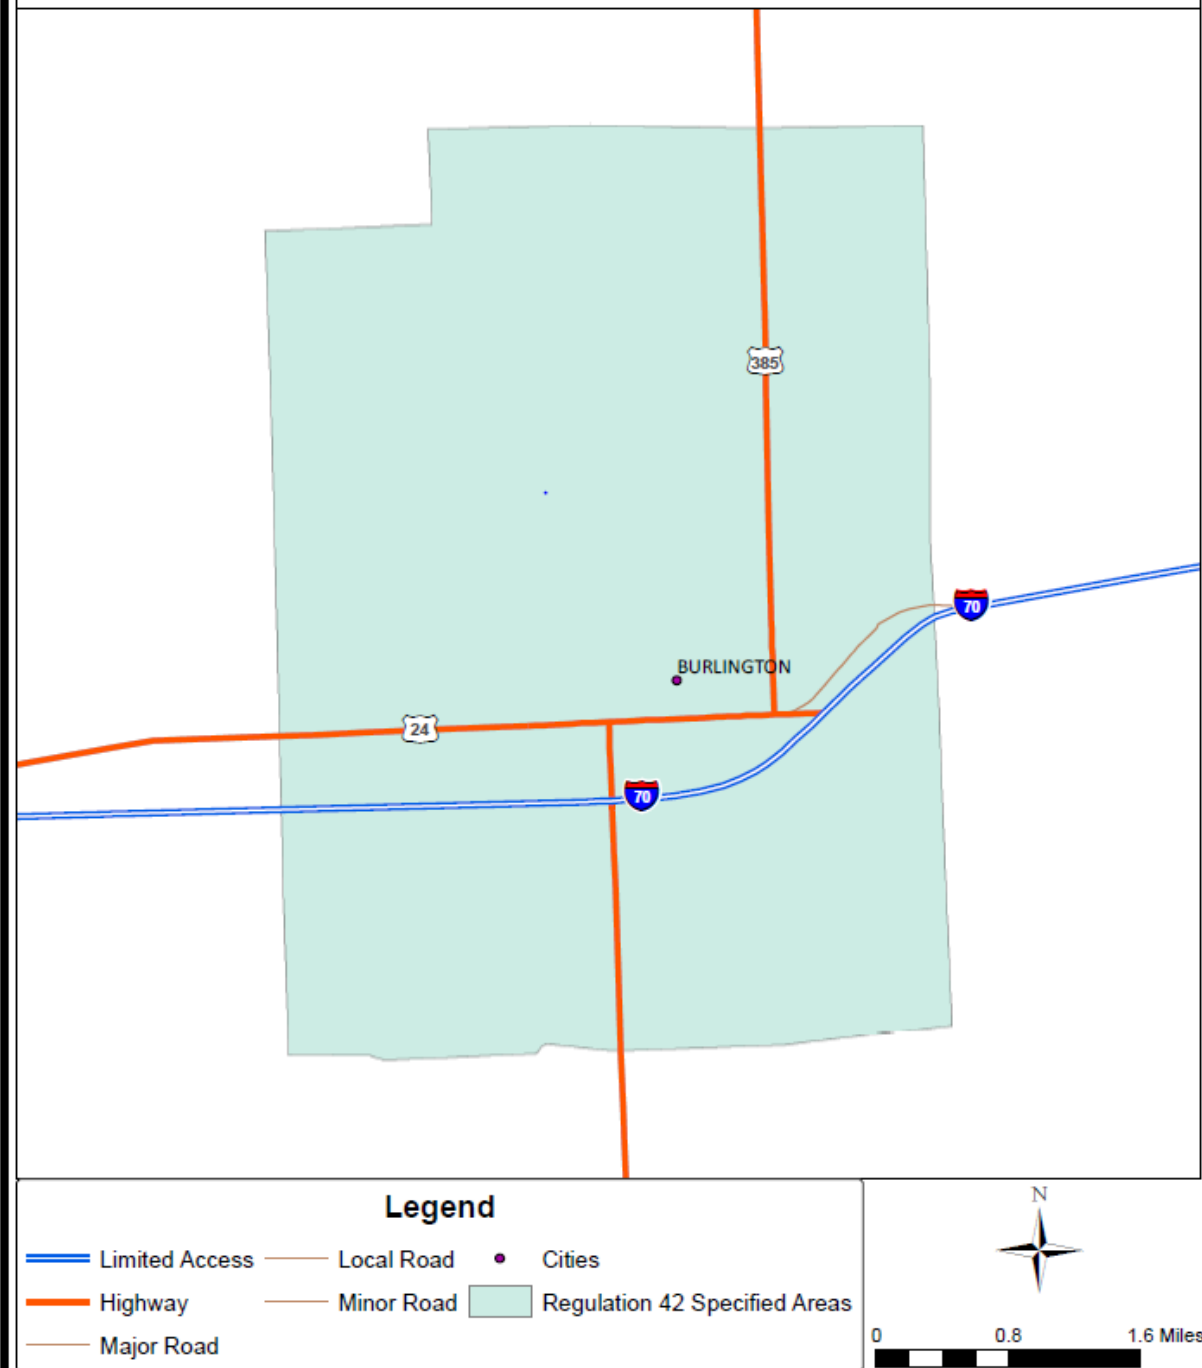 385
70
BURLINGTON
24
70
Legend
Limited Access
Local Road
Cities
Highway
Minor Road
Regulation 42 Specified Areas
Major Road
N
0 0.8 1.6 Miles